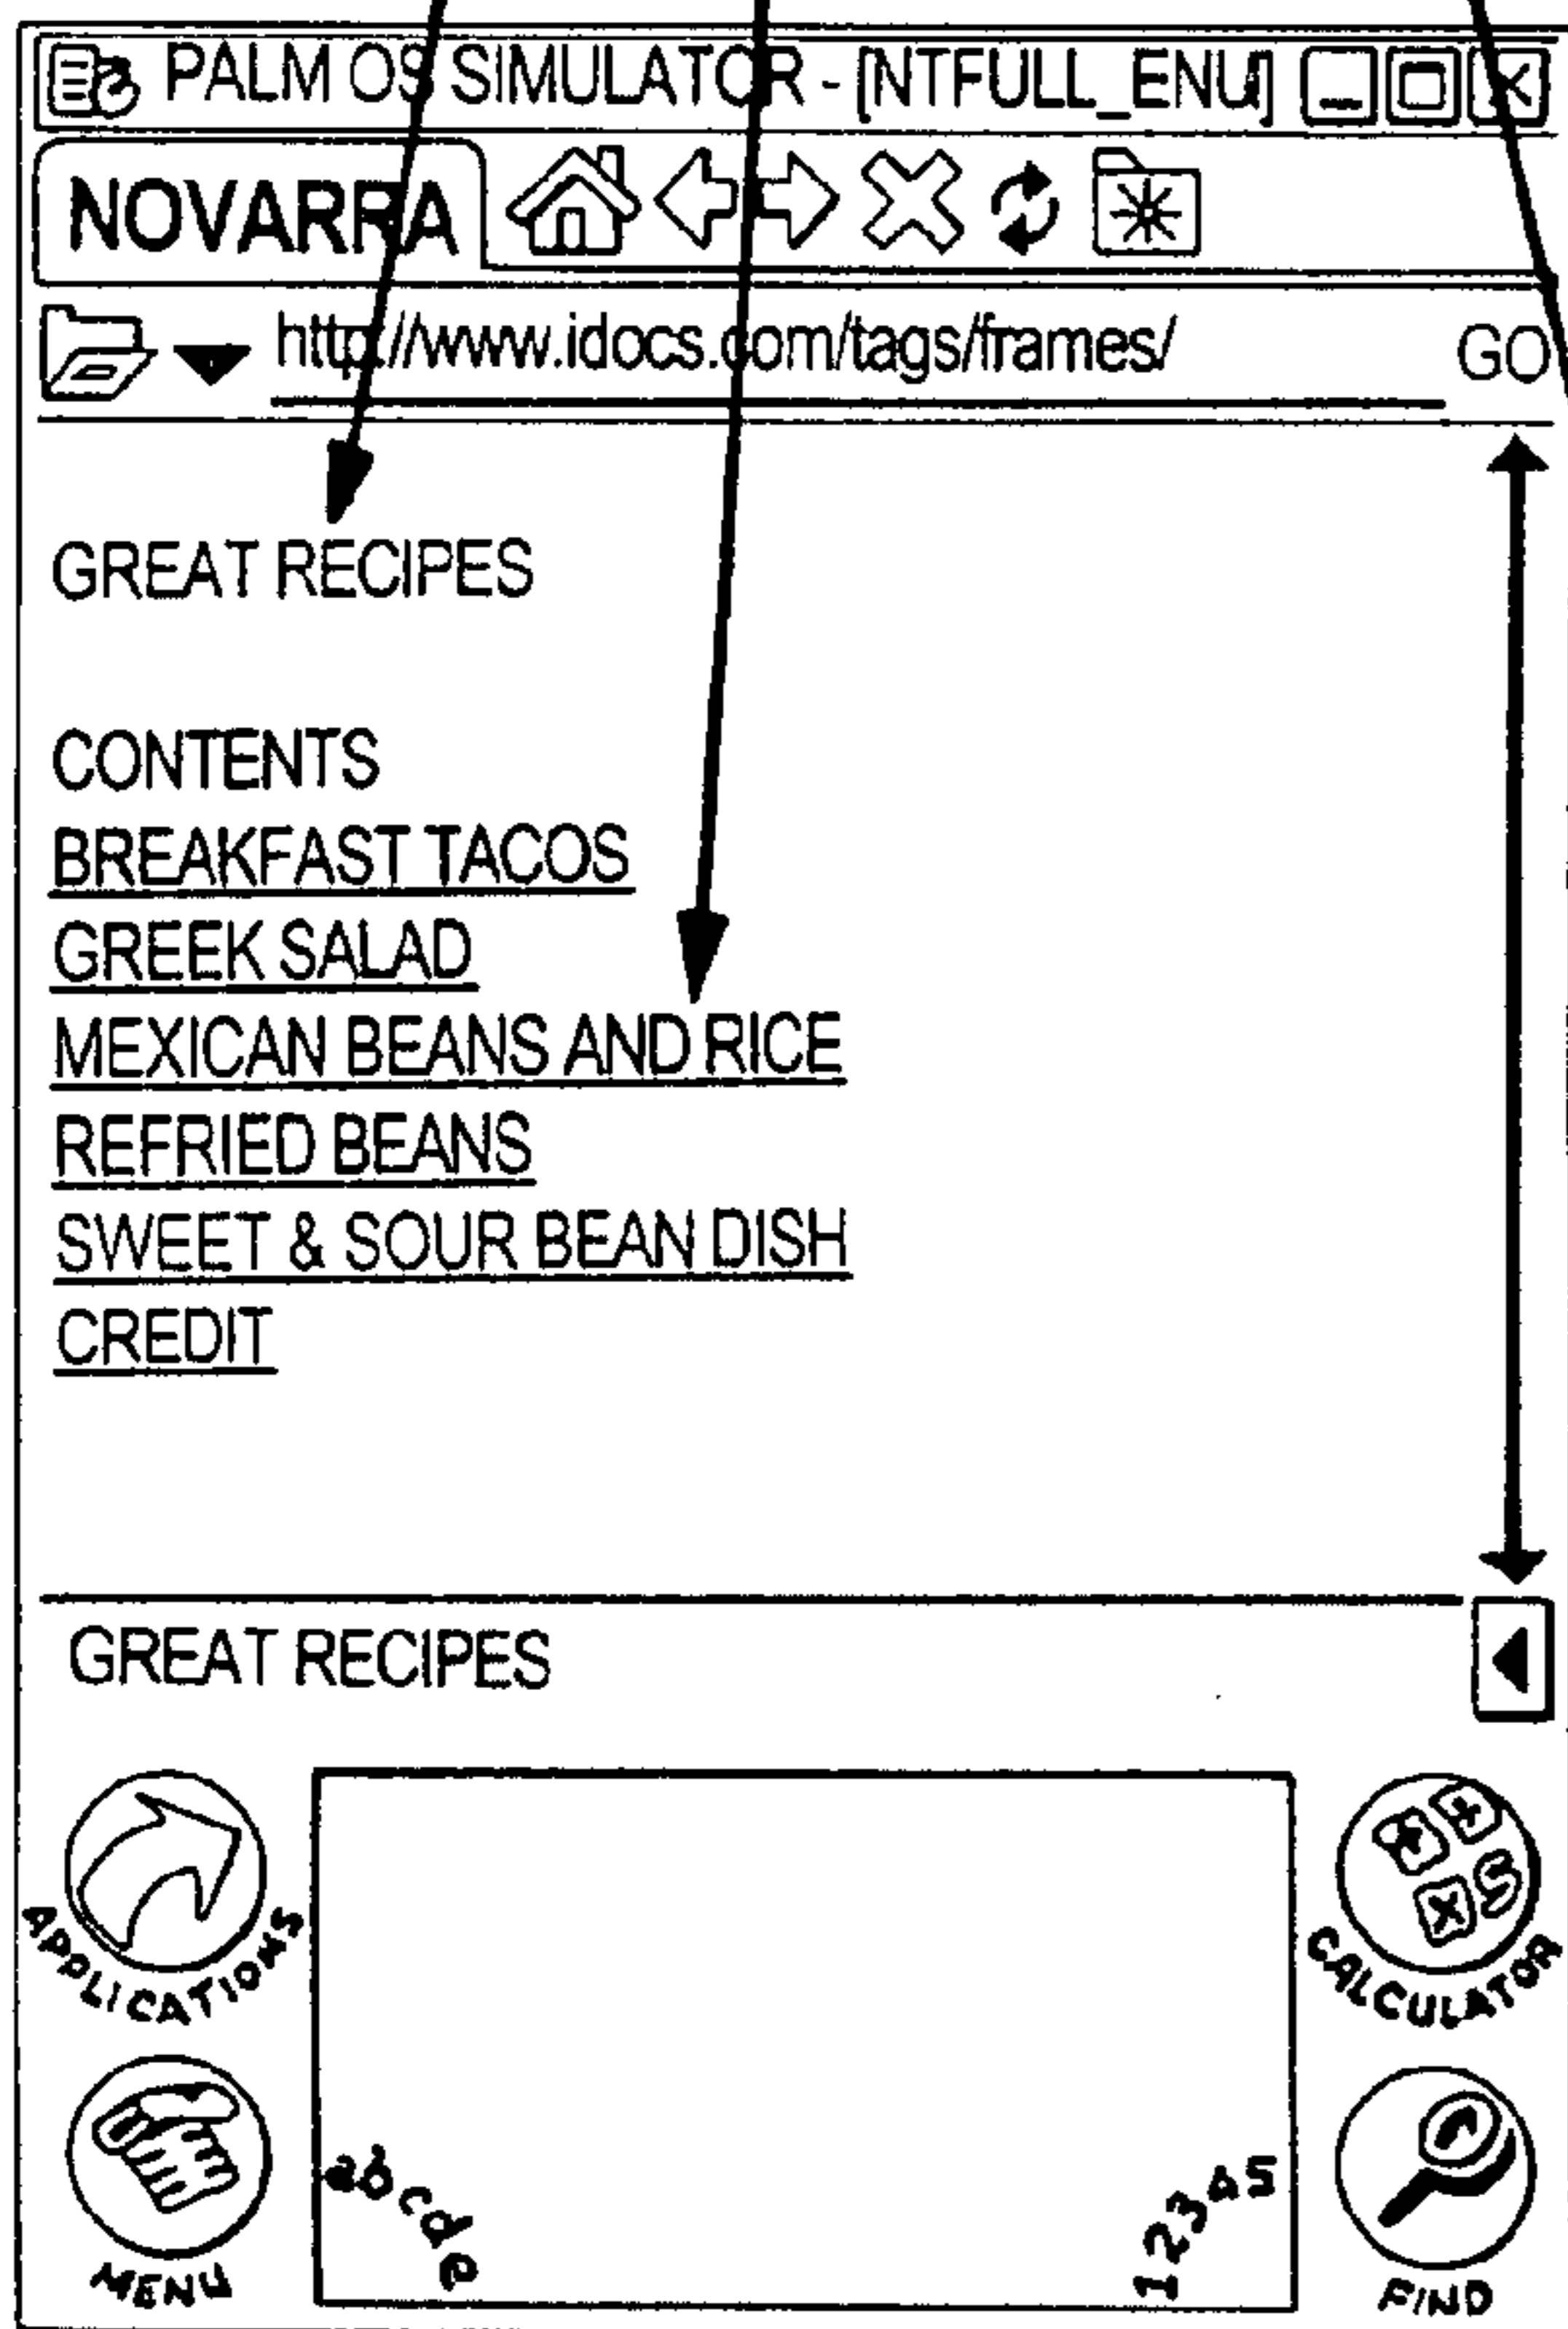 PALM OS SIMULATOR - [NTFULL_ENU]
NOVARRA
http://www.idocs.com/tags/frames/ GO
GREAT RECIPES
CONTENTS
BREAKFAST TACOS
GREEK SALAD
MEXICAN BEANS AND RICE
REFRIED BEANS
SWEET & SOUR BEAN DISH
CREDIT
GREAT RECIPES
APPLICATIONS
CALCULATOR
MENU
abcde
12345
FIND